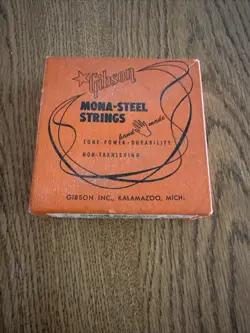 Gibson
MONA-STEEL
STRINGS
hand made
TONE-POWER-DURABILITY
NON-TARNISHING
GIBSON INC., KALAMAZOO, MICH.